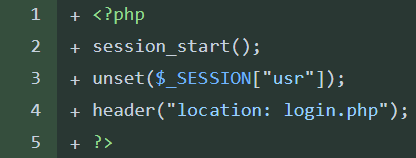 1 + <?php
2 + session_start();
3 + unset($_SESSION["usr"]);
4 + header("location: login.php");
5 + ?>